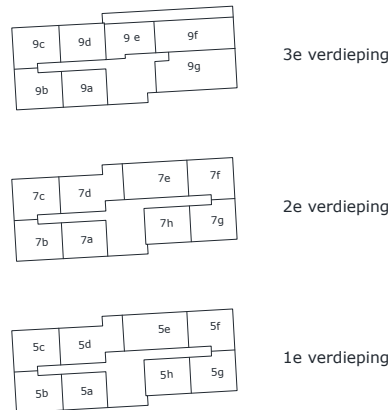 9c 9d 9 e 9f
3e verdieping
9b 9a 9g
7c 7d 7e 7f
2e verdieping
7b 7a 7h 7g
5c 5d 5e 5f
1e verdieping
5b 5a 5h 5g